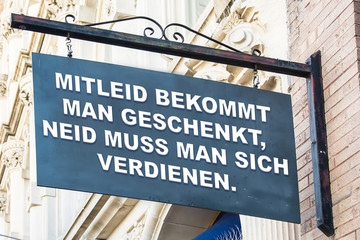 MITLEID BEKOMMT
MAN GESCHENKT,
NEID MUSS MAN SICH
VERDIENEN.